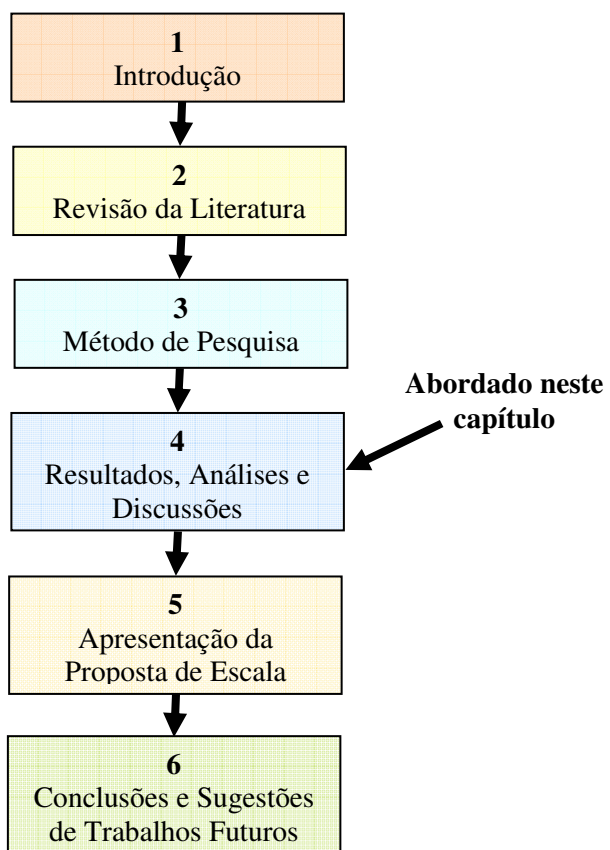 1
Introdução
2
Revisão da Literatura
3
Método de Pesquisa
Abordado neste
capítulo
4
Resultados, Análises e
Discussões
5
Apresentação da
Proposta de Escala
6
Conclusões e Sugestões
de Trabalhos Futuros